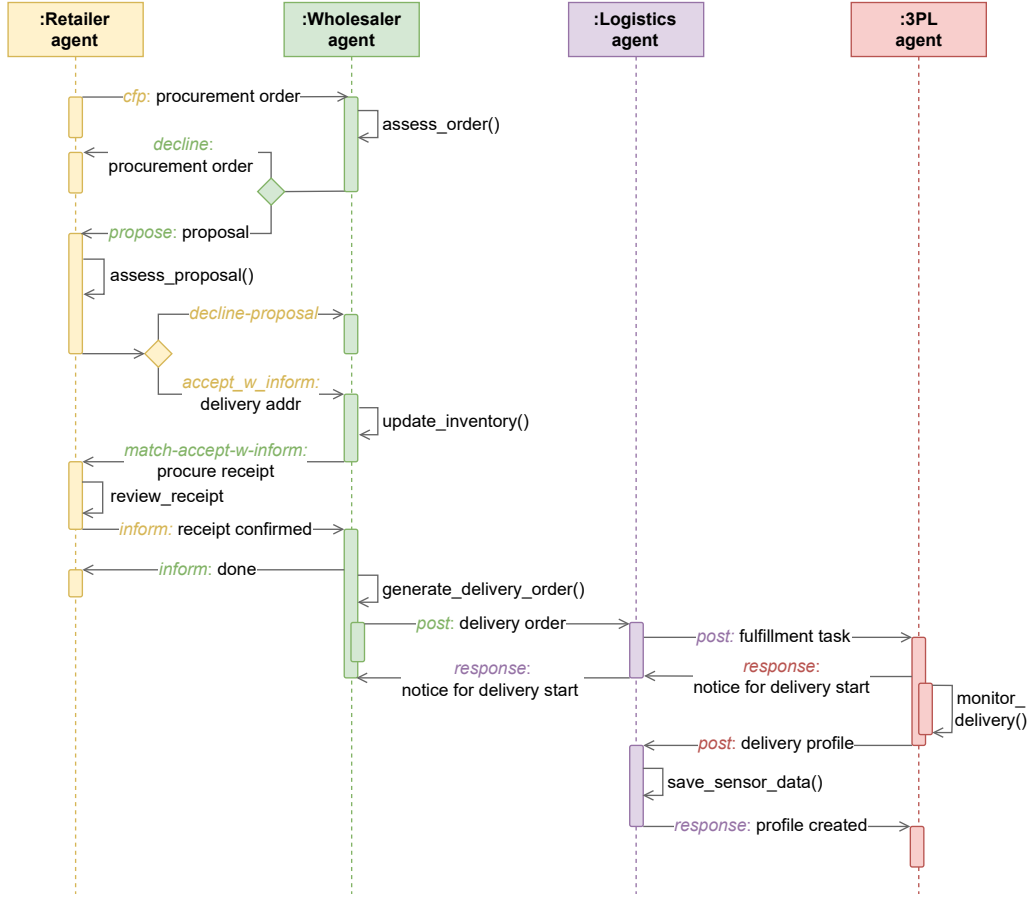 :Retailer
agent
:Wholesaler
agent
:Logistics
agent
:3PL
agent
cfp: procurement order
assess_order()
decline:
procurement order
propose: proposal
assess_proposal()
decline-proposal
accept_w_inform:
delivery addr
update_inventory()
match-accept-w-inform:
procure receipt
review_receipt
inform: receipt confirmed
inform: done
generate_delivery_order()
post: delivery order
post: fulfillment task
response:
notice for delivery start
response:
notice for delivery start
monitor_
delivery()
post: delivery profile
save_sensor_data()
response: profile created